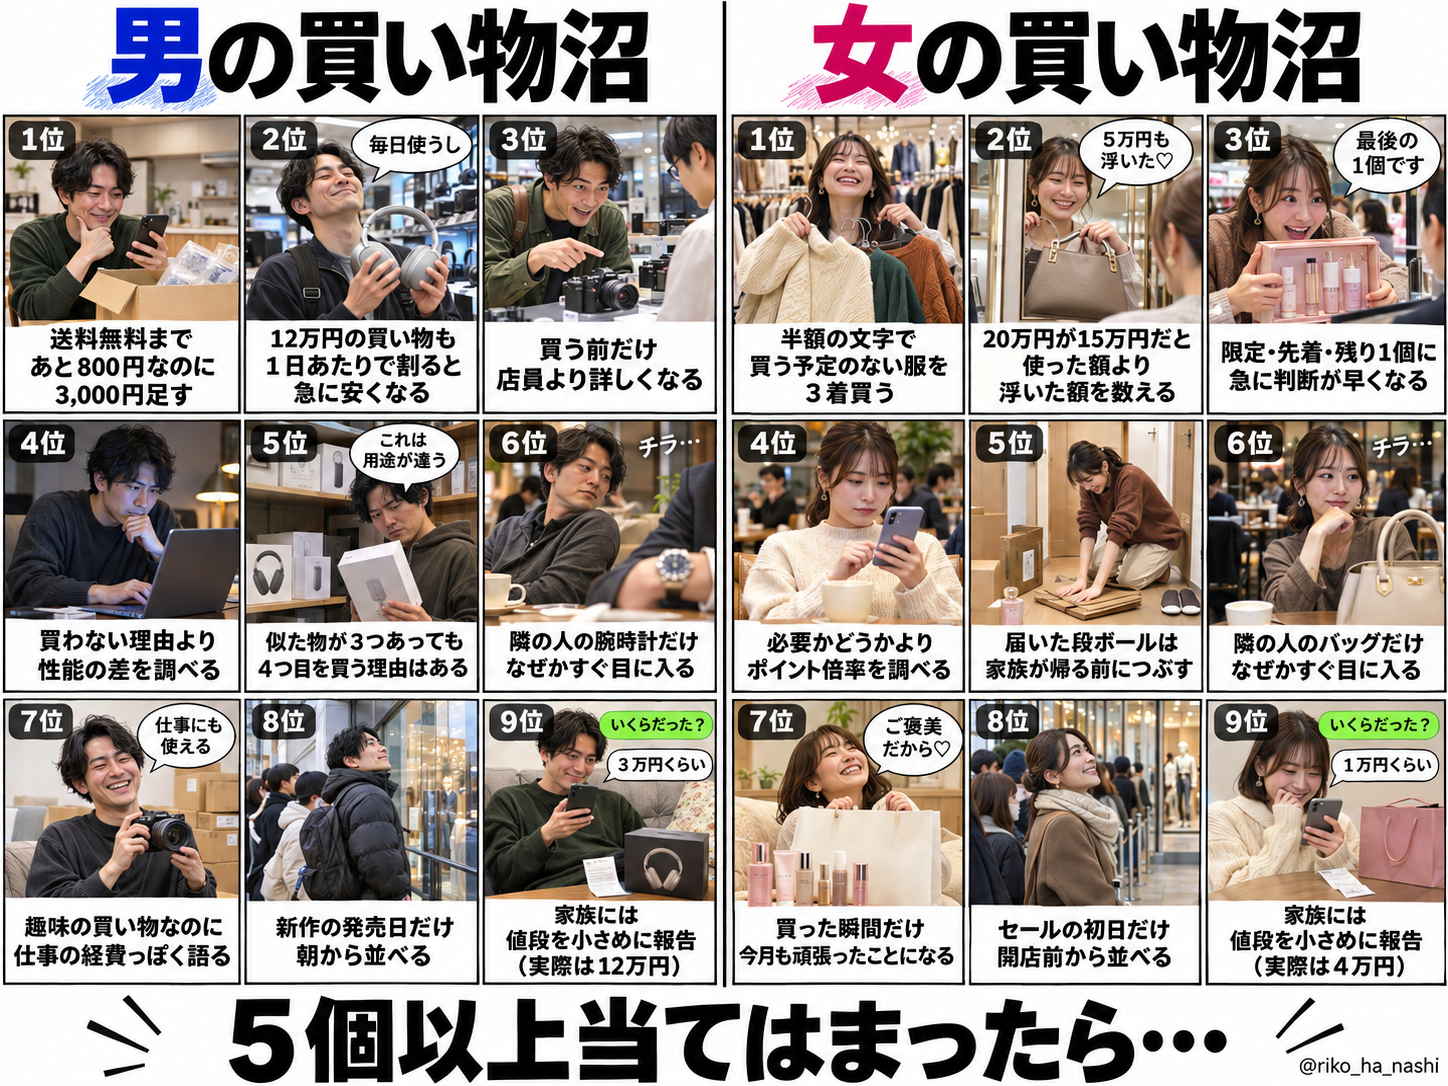 男の買い物沼
1位
送料無料まで
あと800円なのに
3,000円足す
2位
毎日使うし
12万円の買い物も
1日あたりで割ると
急に安くなる
3位
買う前だけ
店員より詳しくなる
4位
買わない理由より
性能の差を調べる
5位
これは
用途が違う
似た物が3つあっても
4つ目を買う理由はある
6位
チラ…
隣の人の腕時計だけ
なぜかすぐ目に入る
7位
仕事にも
使える
趣味の買い物なのに
仕事の経費っぽく語る
8位
新作の発売日だけ
朝から並べる
9位
いくらだった？
3万円くらい
家族には
値段を小さめに報告
（実際は12万円）
女の買い物沼
1位
半額の文字で
買う予定のない服を
3着買う
2位
5万円も
浮いた♡
20万円が15万円だと
使った額より
浮いた額を数える
3位
最後の
1個です
限定・先着・残り1個に
急に判断が早くなる
4位
必要かどうかより
ポイント倍率を調べる
5位
届いた段ボールは
家族が帰る前につぶす
6位
チラ…
隣の人のバッグだけ
なぜかすぐ目に入る
7位
ご褒美
だから♡
買った瞬間だけ
今月も頑張ったことになる
8位
セールの初日だけ
開店前から並べる
9位
いくらだった？
1万円くらい
家族には
値段を小さめに報告
（実際は4万円）
5個以上当てはまったら…
@riko_ha_nashi